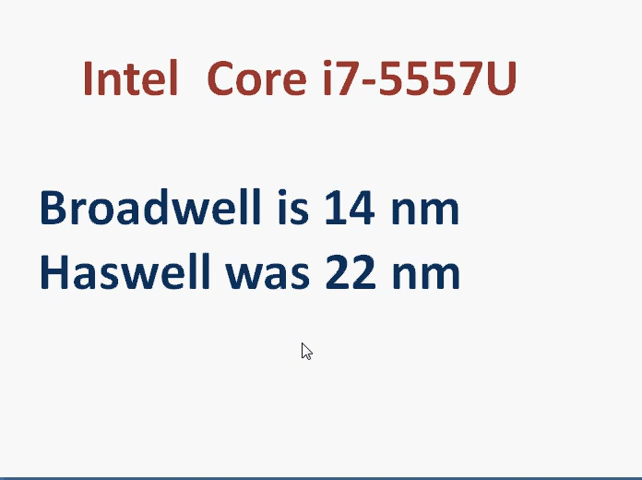 Intel  Core i7-5557U
Broadwell is 14 nm
Haswell was 22 nm